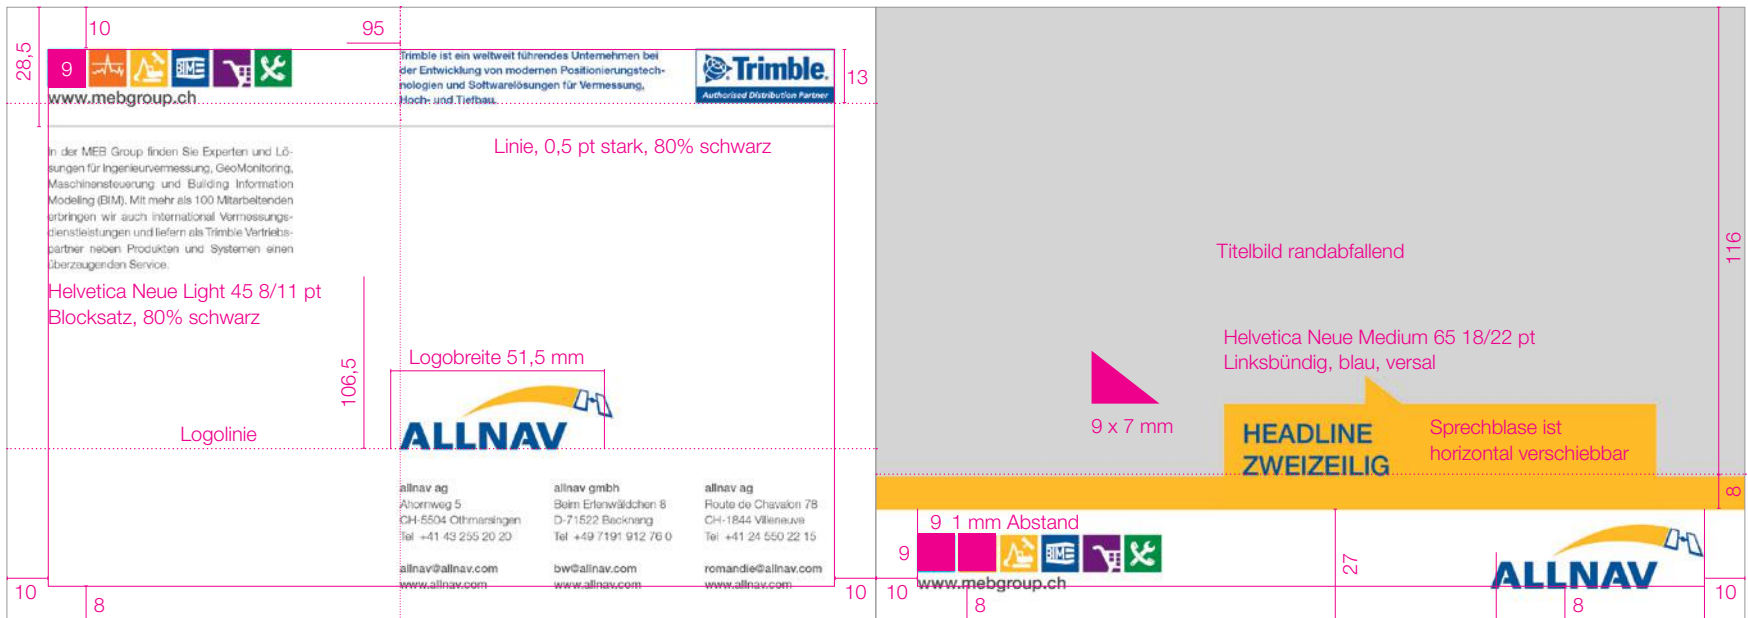 10
95
28,5
9
BIME
www.mebgroup.ch
Trimble ist ein weltweit führendes Unternehmen bei
der Entwicklung von modernen Positionierungstech-
nologien und Softwarelösungen für Vermessung,
Hoch- und Tiefbau.
Trimble.
Authorised Distribution Partner
13
Linie, 0,5 pt stark, 80% schwarz
In der MEB Group finden Sie Experten und Lö-
sungen für Ingenieurvermessung, GeoMonitoring,
Maschinensteuerung und Building Information
Modeling (BIM). Mit mehr als 100 Mitarbeitenden
erbringen wir auch international Vermessungs-
dienstleistungen und liefern als Trimble Vertriebs-
partner neben Produkten und Systemen einen
überzeugenden Service.
Helvetica Neue Light 45 8/11 pt
Blocksatz, 80% schwarz
106,5
Logobreite 51,5 mm
Logolinie
ALLNAV
allnav ag
Ahornweg 5
CH-5504 Othmarsingen
Tel +41 43 255 20 20
allnav@allnav.com
www.allnav.com
allnav gmbh
Beim Erlenwäldchen 8
D-71522 Backnang
Tel +49 7191 912 76 0
bw@allnav.com
www.allnav.com
allnav ag
Route de Chavalon 78
CH-1844 Villeneuve
Tel +41 24 550 22 15
romandie@allnav.com
www.allnav.com
10
8
10
Titelbild randabfallend
116
Helvetica Neue Medium 65 18/22 pt
Linksbündig, blau, versal
9 x 7 mm
HEADLINE
ZWEIZEILIG
Sprechblase ist
horizontal verschiebbar
8
9 1 mm Abstand
9
BIME
www.mebgroup.ch
27
ALLNAV
10
8
8
10